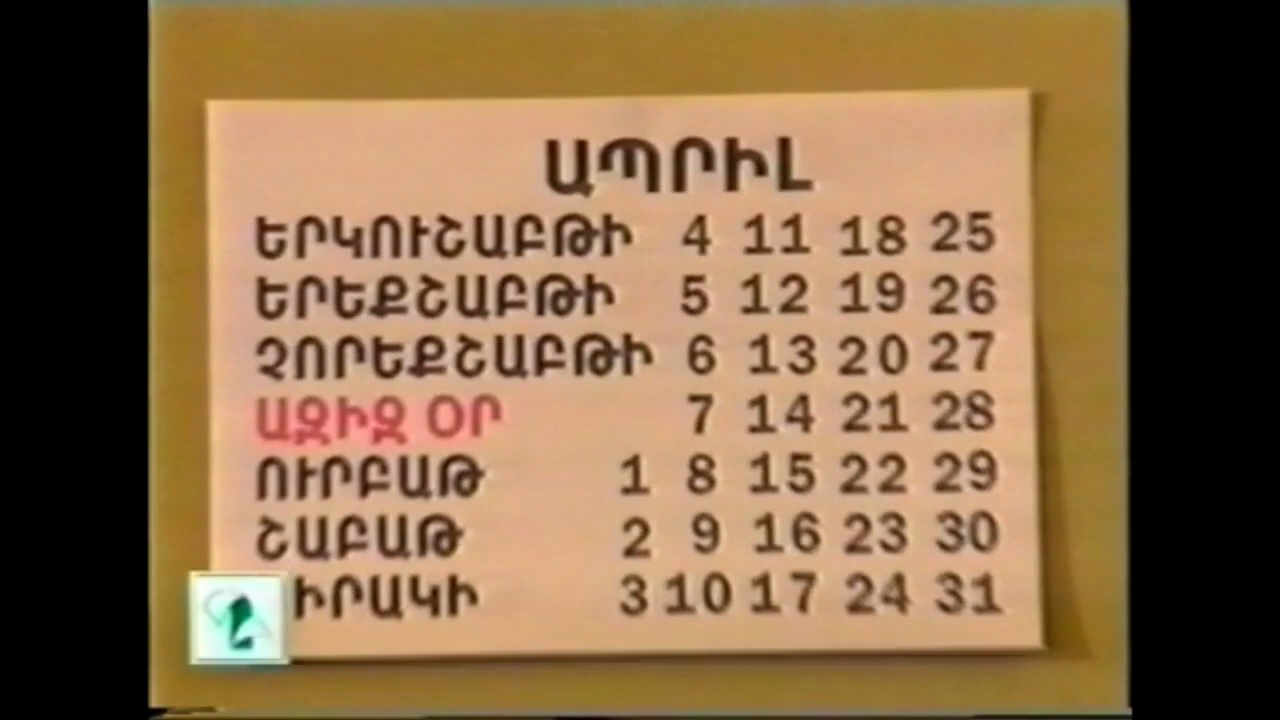 ԱՊՐԻԼ
ԵՐԿՈՒՇԱԲԹԻ 4 11 18 25
ԵՐԵՔՇԱԲԹԻ 5 12 19 26
ՉՈՐԵՔՇԱԲԹԻ 6 13 20 27
ԱԶԻԶ ՕՐ 7 14 21 28
ՈՒՐԲԱԹ 1 8 15 22 29
ՇԱԲԱԹ 2 9 16 23 30
ԻՐԱԿԻ 3 10 17 24 31